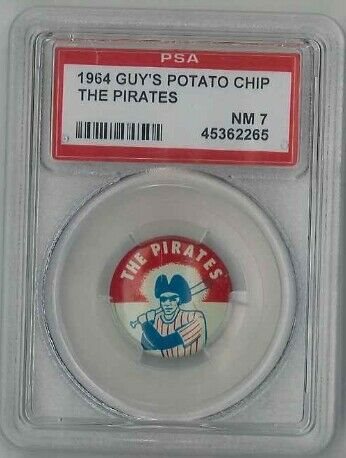 PSA
1964 GUY'S POTATO CHIP
THE PIRATES
NM 7
45362265
THE PIRATES